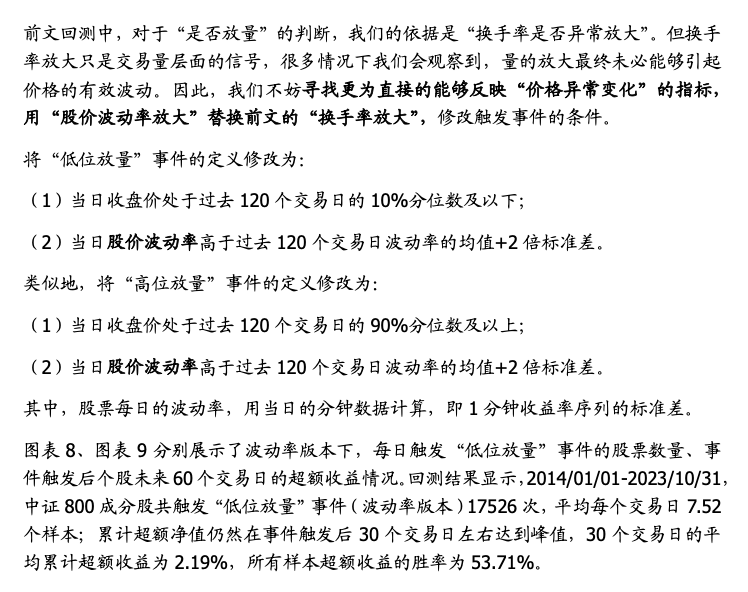 前文回测中，对于“是否放量”的判断，我们的依据是“换手率是否异常放大”。但换手
率放大只是交易量层面的信号，很多情况下我们会观察到，量的放大最终未必能够引起
价格的有效波动。因此，我们不妨寻找更为直接的能够反映“价格异常变化”的指标，
用“股价波动率放大”替换前文的“换手率放大”，修改触发事件的条件。
将“低位放量”事件的定义修改为：
（1）当日收盘价处于过去 120 个交易日的 10%分位数及以下；
（2）当日股价波动率高于过去 120 个交易日波动率的均值+2 倍标准差。
类似地，将“高位放量”事件的定义修改为：
（1）当日收盘价处于过去 120 个交易日的 90%分位数及以上；
（2）当日股价波动率高于过去 120 个交易日波动率的均值+2 倍标准差。
其中，股票每日的波动率，用当日的分钟数据计算，即 1 分钟收益率序列的标准差。
图表 8、图表 9 分别展示了波动率版本下，每日触发“低位放量”事件的股票数量、事
件触发后个股未来 60 个交易日的超额收益情况。回测结果显示，2014/01/01-2023/10/31，
中证 800 成分股共触发“低位放量”事件（波动率版本）17526 次，平均每个交易日 7.52
个样本；累计超额净值仍然在事件触发后 30 个交易日左右达到峰值，30 个交易日的平
均累计超额收益为 2.19%，所有样本超额收益的胜率为 53.71%。